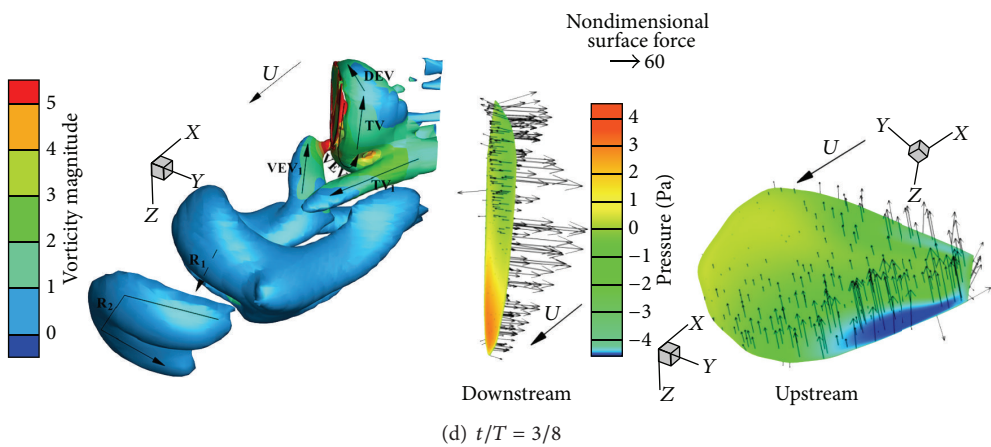 Nondimensional
surface force
60
U
DEV
TV
VEV₁
TV₁
X
Y
Z
R₁
R₂
5
4
3
2
1
0
Vorticity magnitude
U
Downstream
4
3
2
1
0
−1
−2
−3
−4
Pressure (Pa)
X
Y
Z
Y
X
Z
U
Upstream
(d) t/T = 3/8